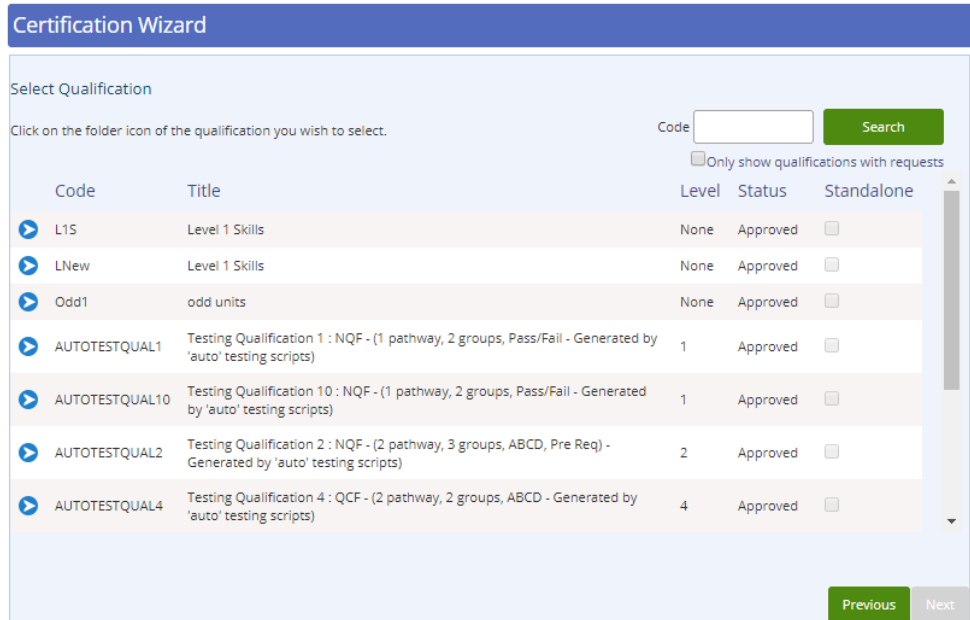 Certification Wizard
Select Qualification
Click on the folder icon of the qualification you wish to select.
Code
Search
Only show qualifications with requests
Code Title Level Status Standalone
L1S Level 1 Skills None Approved
LNew Level 1 Skills None Approved
Odd1 odd units None Approved
AUTOTESTQUAL1 Testing Qualification 1 : NQF - (1 pathway, 2 groups, Pass/Fail - Generated by 1 Approved
'auto' testing scripts)
AUTOTESTQUAL10 Testing Qualification 10 : NQF - (1 pathway, 2 groups, Pass/Fail - Generated 1 Approved
by 'auto' testing scripts)
AUTOTESTQUAL2 Testing Qualification 2 : NQF - (2 pathway, 3 groups, ABCD, Pre Req) - 2 Approved
Generated by 'auto' testing scripts)
AUTOTESTQUAL4 Testing Qualification 4 : QCF - (2 pathway, 2 groups, ABCD - Generated by 4 Approved
'auto' testing scripts)
Previous Next